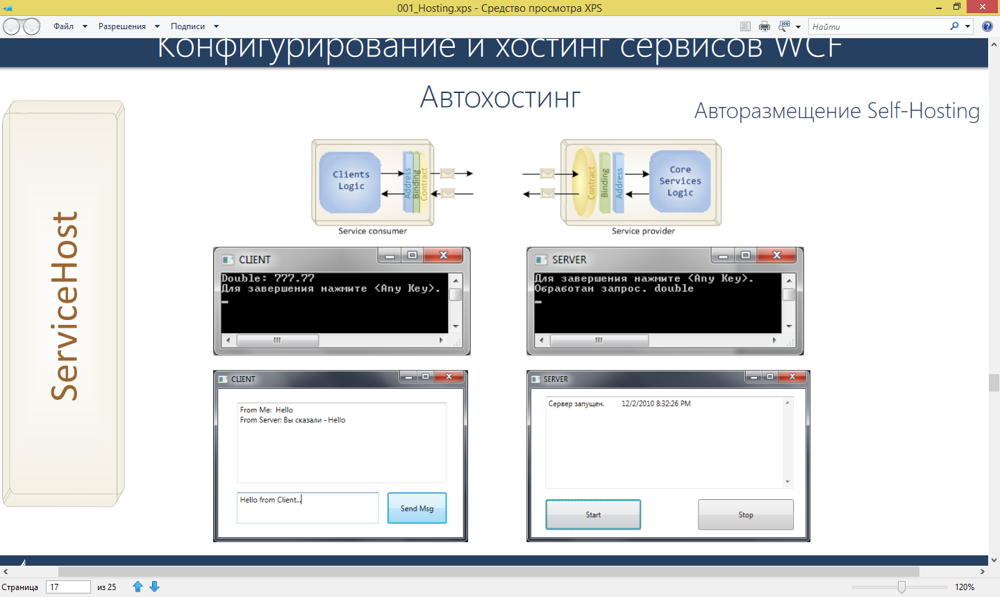 001_Hosting.xps - Средство просмотра XPS
Файл Разрешения Подписи
100
Найти
Конфигурирование и хостинг сервисов WCF
Автохостинг
Авторазмещение Self-Hosting
ServiceHost
Clients
Logic
Address
Binding
Contract
Service consumer
Contract
Binding
Address
Core
Services
Logic
Service provider
CLIENT
Double: 777.77
Для завершения нажмите <Any Key>.
SERVER
Для завершения нажмите <Any Key>.
Обработан запрос. double
CLIENT
From Me: Hello
From Server: Вы сказали - Hello
Hello from Client...
Send Msg
SERVER
Сервер запущен. 12/2/2010 8:32:26 PM
Start
Stop
Страница 17 из 25
120%